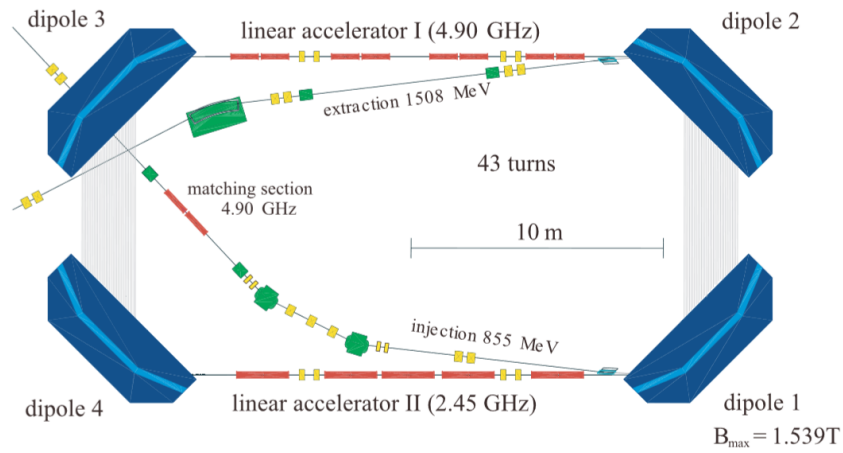 dipole 3
linear accelerator I (4.90 GHz)
dipole 2
extraction 1508 MeV
43 turns
matching section
4.90 GHz
10 m
injection 855 MeV
dipole 4
linear accelerator II (2.45 GHz)
dipole 1
Bmax = 1.539T